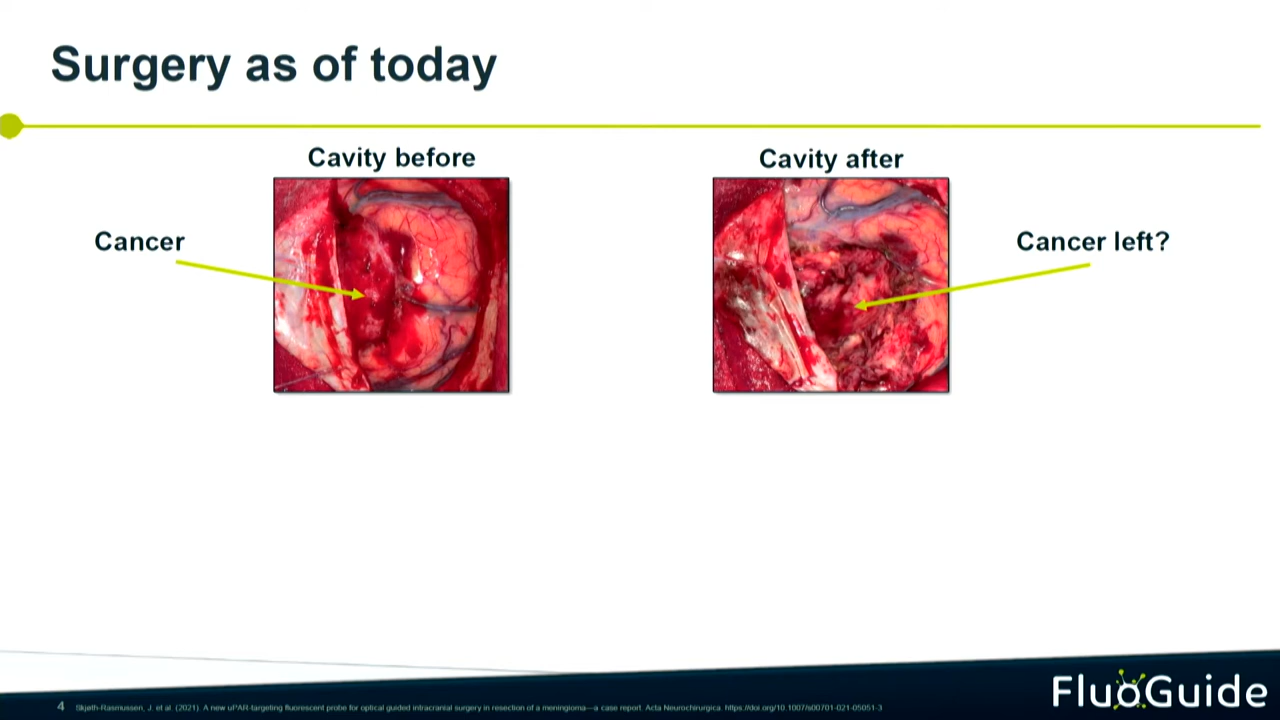 Surgery as of today
Cavity before
Cavity after
Cancer
Cancer left?
4
Skjøth-Rasmussen, J. et al. (2021). A new uPAR-targeting fluorescent probe for optical guided intracranial surgery in resection of a meningioma—a case report. Acta Neurochirurgica. https://doi.org/10.1007/s00701-021-05051-3
FluoGuide